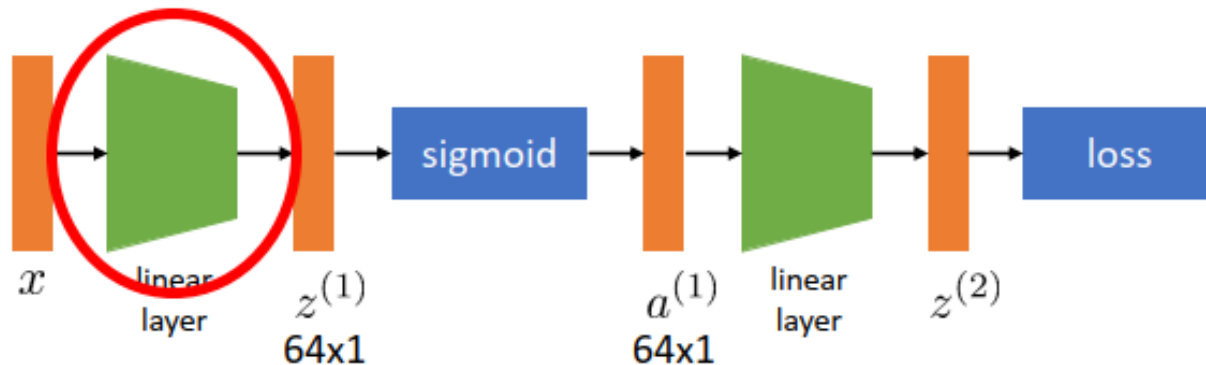 sigmoid
loss
x
linear
layer
z^{(1)}
64x1
a^{(1)}
64x1
linear
layer
z^{(2)}